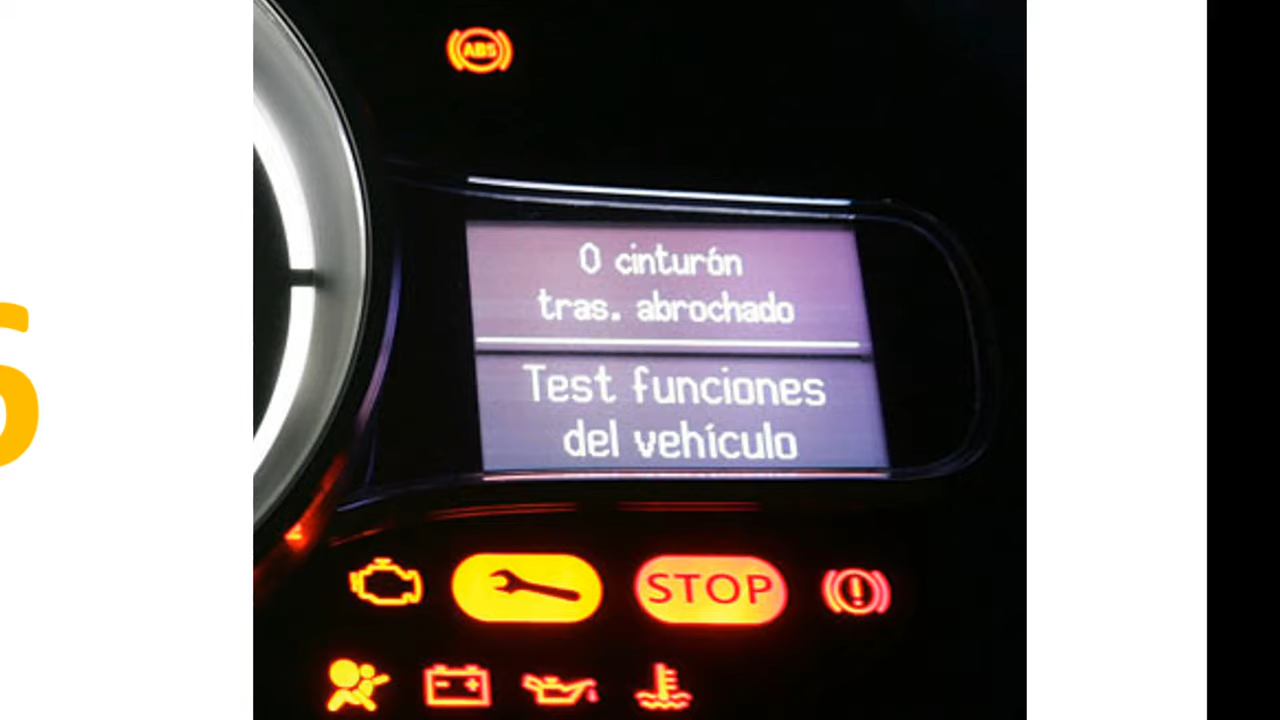 ABS
0 cinturón
tras. abrochado
Test funciones
del vehículo
STOP